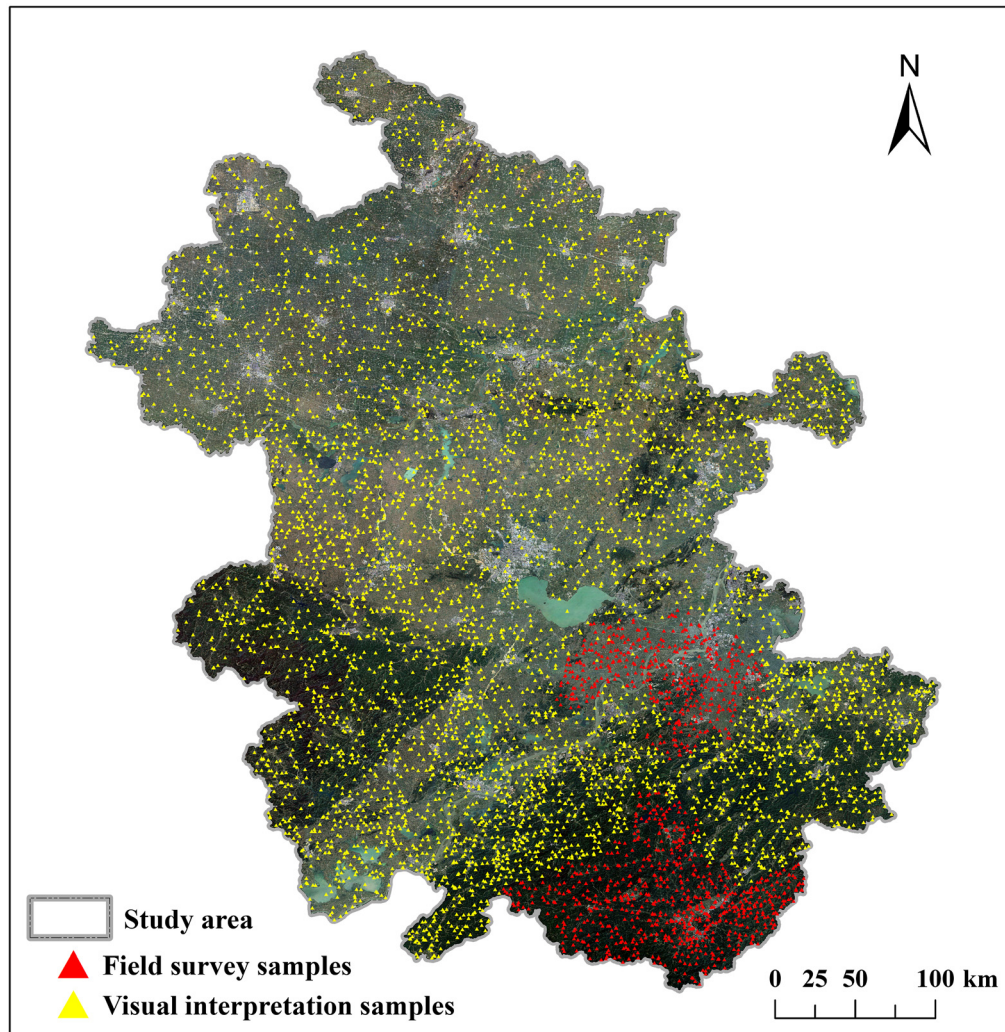 N
Study area
Field survey samples
Visual interpretation samples
0 25 50 100 km